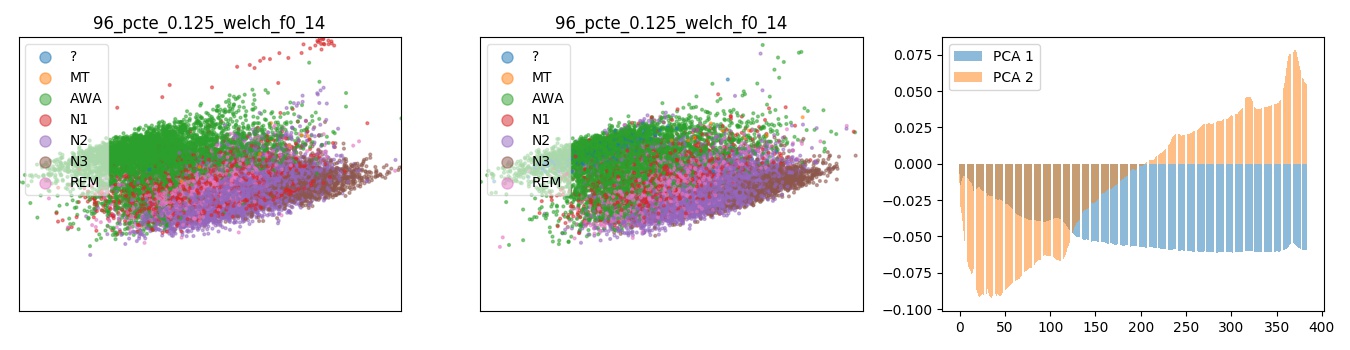 96_pcte_0.125_welch_f0_14
?
MT
AWA
N1
N2
N3
REM
96_pcte_0.125_welch_f0_14
?
MT
AWA
N1
N2
N3
REM
PCA 1
PCA 2
0.075
0.050
0.025
0.000
−0.025
−0.050
−0.075
−0.100
0 50 100 150 200 250 300 350 400